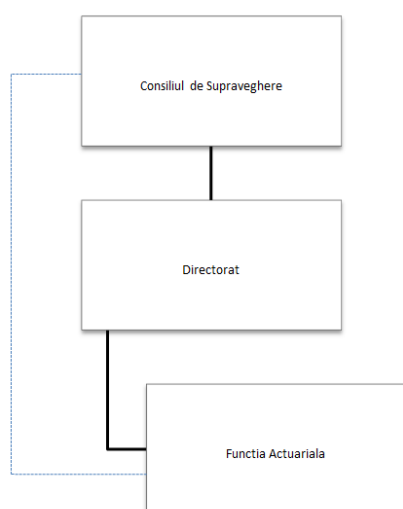 Consiliul de Supraveghere
Directorat
Functia Actuariala